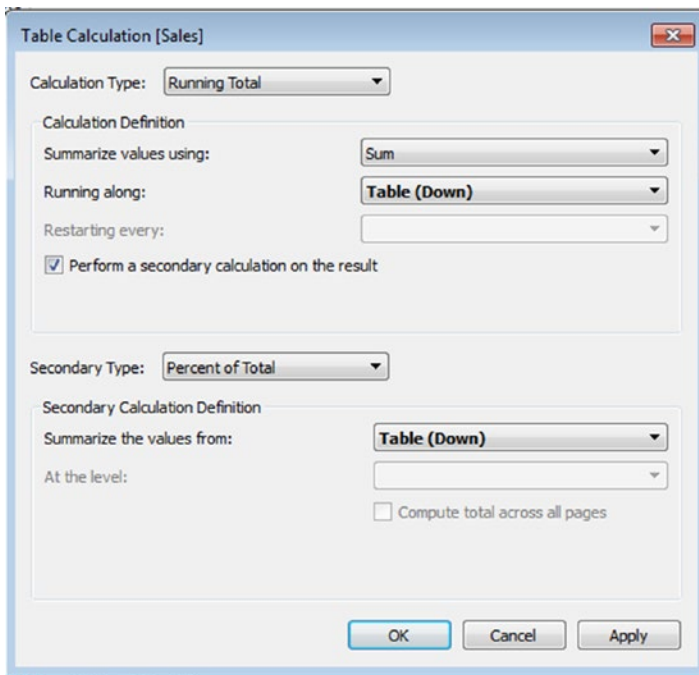 Table Calculation [Sales]
Calculation Type: Running Total
Calculation Definition
Summarize values using: Sum
Running along: Table (Down)
Restarting every:
Perform a secondary calculation on the result
Secondary Type: Percent of Total
Secondary Calculation Definition
Summarize the values from: Table (Down)
At the level:
Compute total across all pages
OK Cancel Apply